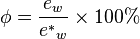 ϕ = e_w / e*_w × 100%